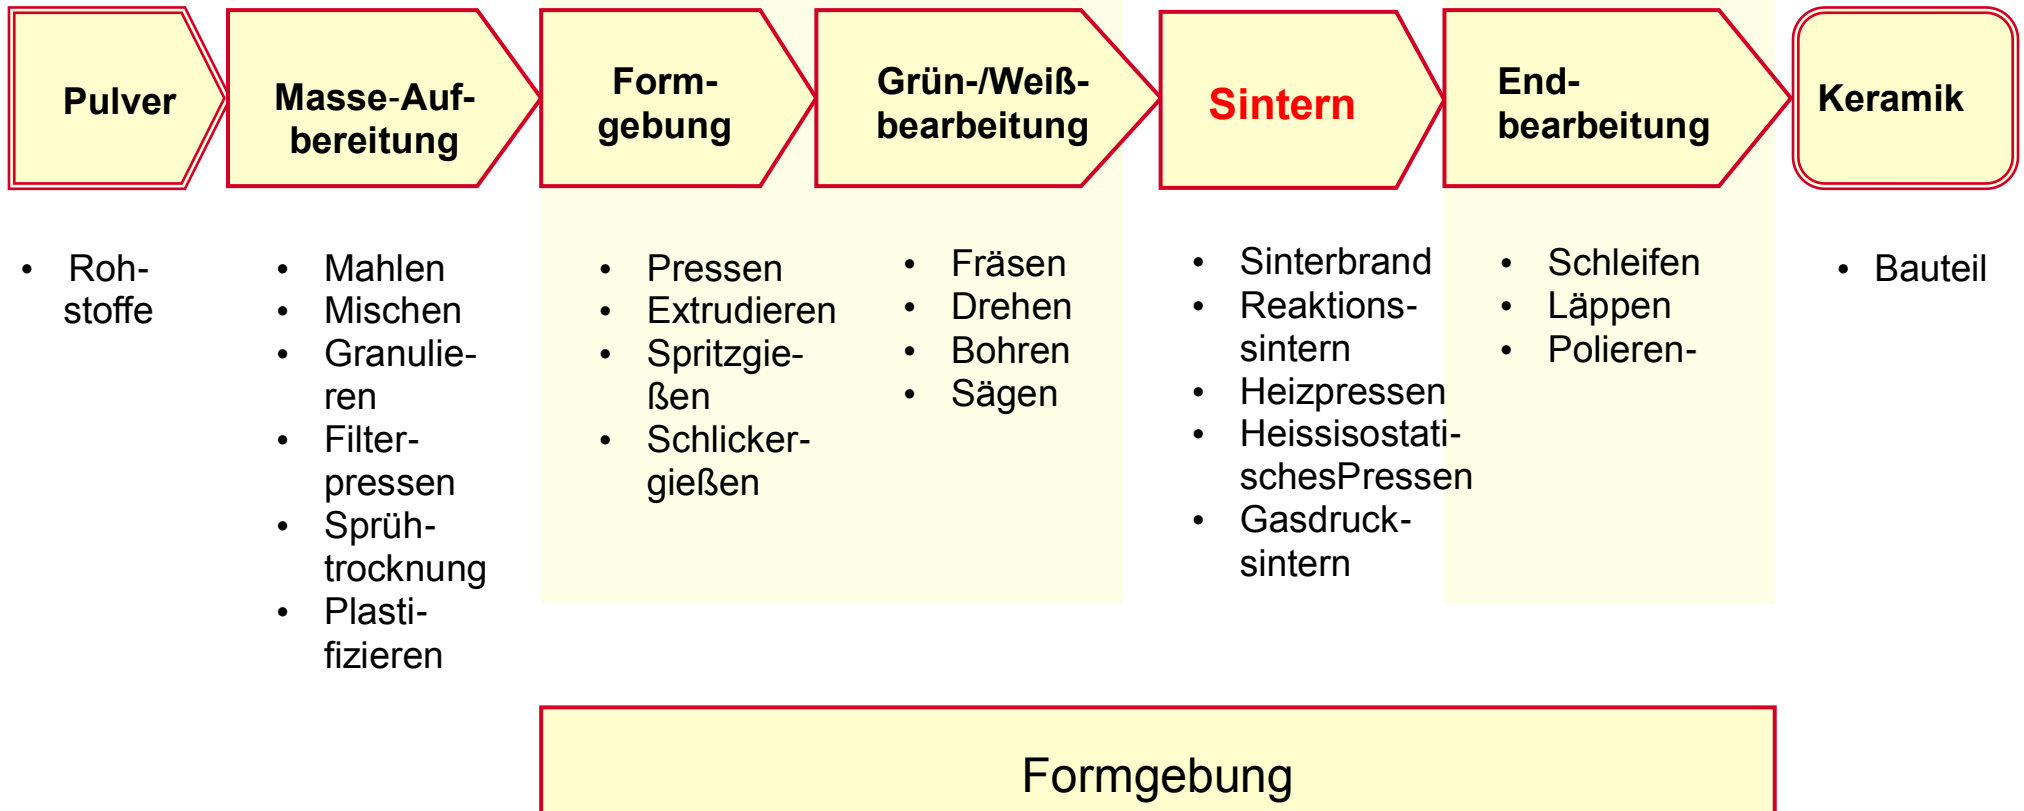 Pulver
Masse-Auf-
bereitung
Form-
gebung
Grün-/Weiß-
bearbeitung
Sintern
End-
bearbeitung
Keramik
• Roh-
stoffe
• Mahlen
• Mischen
• Granulie-
ren
• Filter-
pressen
• Sprüh-
trocknung
• Plasti-
fizieren
• Pressen
• Extrudieren
• Spritzgie-
ßen
• Schlicker-
gießen
• Fräsen
• Drehen
• Bohren
• Sägen
• Sinterbrand
• Reaktions-
sintern
• Heizpressen
• Heissisostati-
schesPressen
• Gasdruck-
sintern
• Schleifen
• Läppen
• Polieren-
• Bauteil
Formgebung